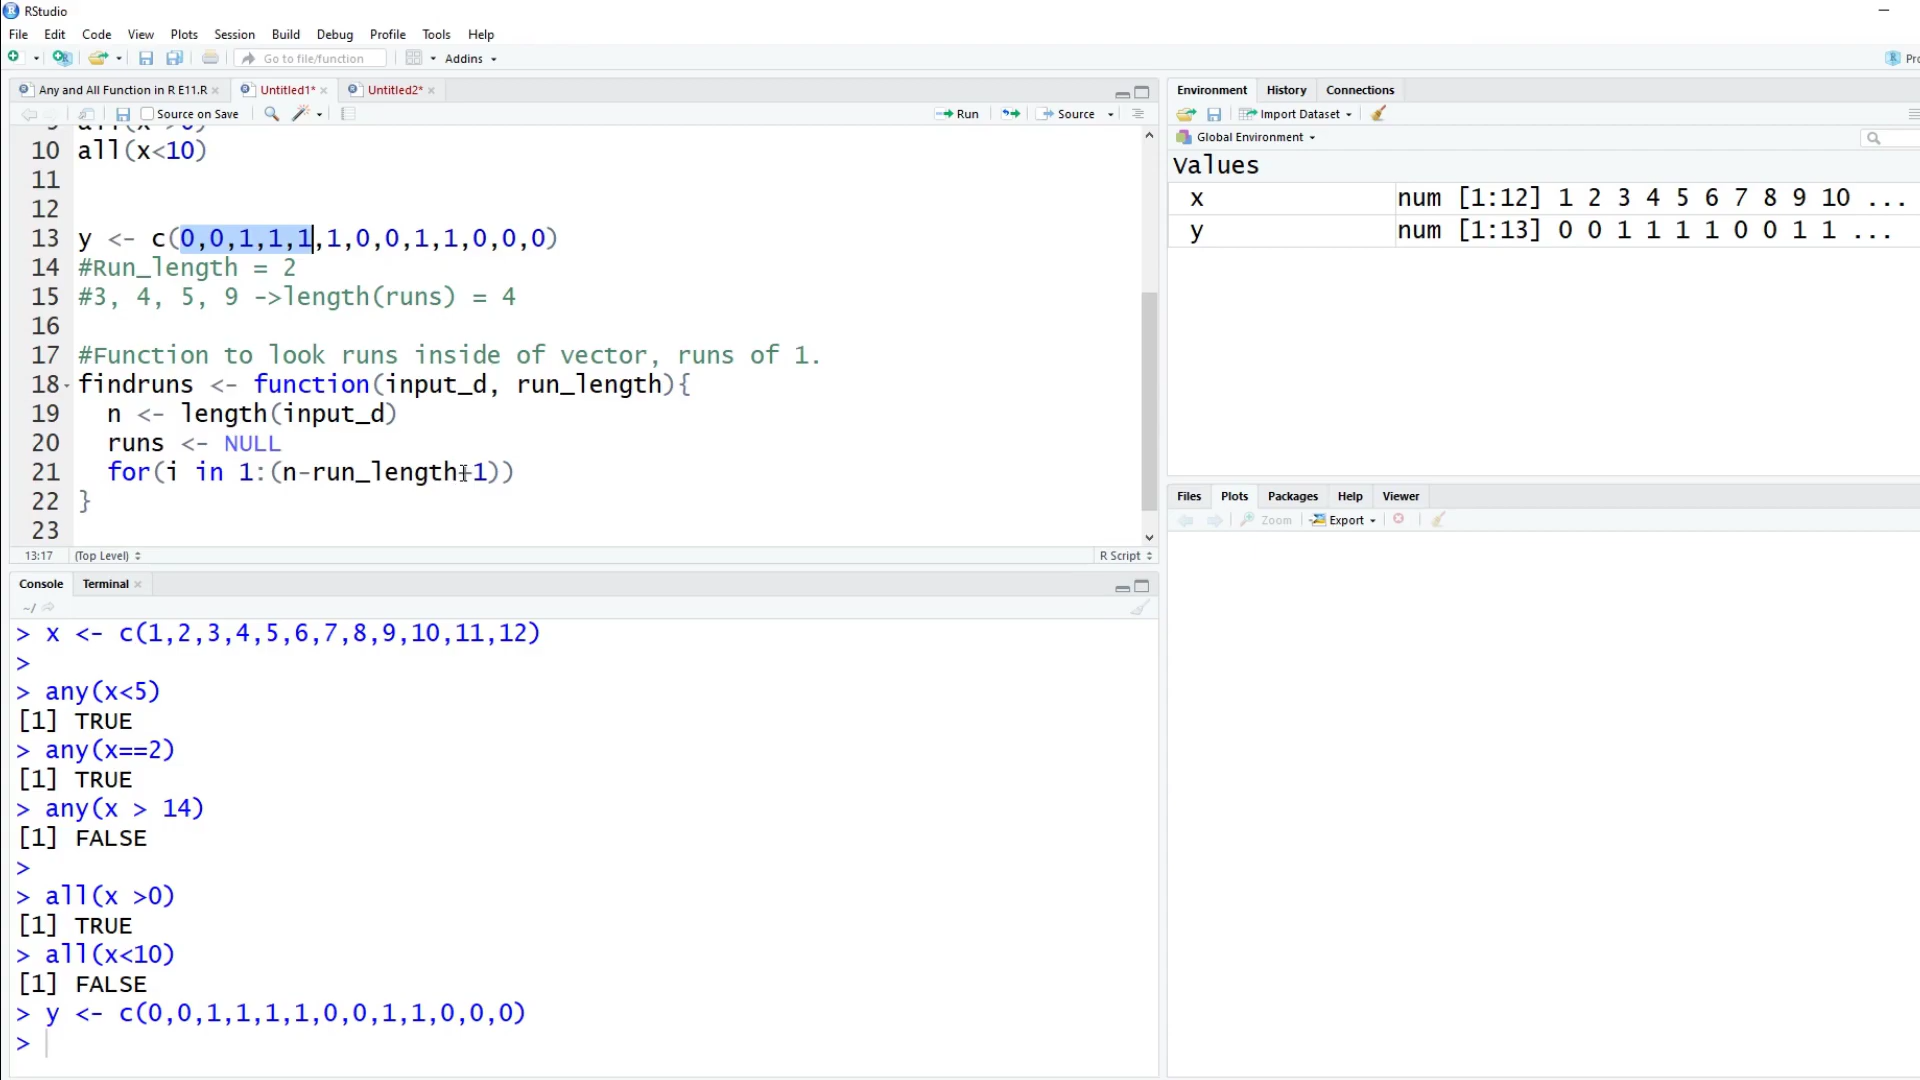 RStudio
File Edit Code View Plots Session Build Debug Profile Tools Help
Go to file/function Addins
Any and All Function in R E11.R Untitled1* Untitled2*
Source on Save Run Source
10 all(x<10)
11
12
13 y <- c(0,0,1,1,1,1,0,0,1,1,0,0,0)
14 #Run_length = 2
15 #3, 4, 5, 9 ->length(runs) = 4
16
17 #Function to look runs inside of vector, runs of 1.
18 findruns <- function(input_d, run_length){
19 n <- length(input_d)
20 runs <- NULL
21 for(i in 1:(n-run_length+1))
22 }
23
13:17 (Top Level) R Script
Console Terminal
~/
> x <- c(1,2,3,4,5,6,7,8,9,10,11,12)
>
> any(x<5)
[1] TRUE
> any(x==2)
[1] TRUE
> any(x > 14)
[1] FALSE
>
> all(x >0)
[1] TRUE
> all(x<10)
[1] FALSE
> y <- c(0,0,1,1,1,1,0,0,1,1,0,0,0)
>
Environment History Connections
Import Dataset
Global Environment
Values
x num [1:12] 1 2 3 4 5 6 7 8 9 10 ...
y num [1:13] 0 0 1 1 1 1 0 0 1 1 ...
Files Plots Packages Help Viewer
Zoom Export